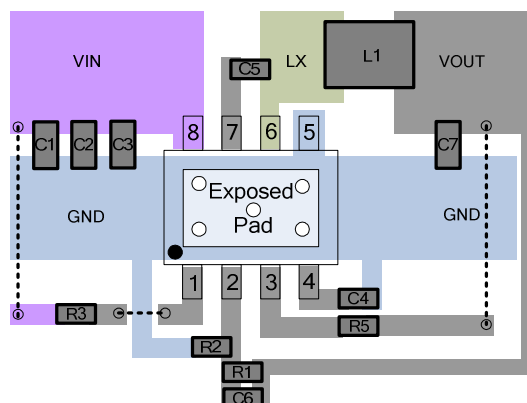 VIN
LX
L1
VOUT
C5
C1
C2
C3
8
7
6
5
C7
GND
Exposed
Pad
GND
1
2
3
4
C4
R3
R5
R2
R1
C6